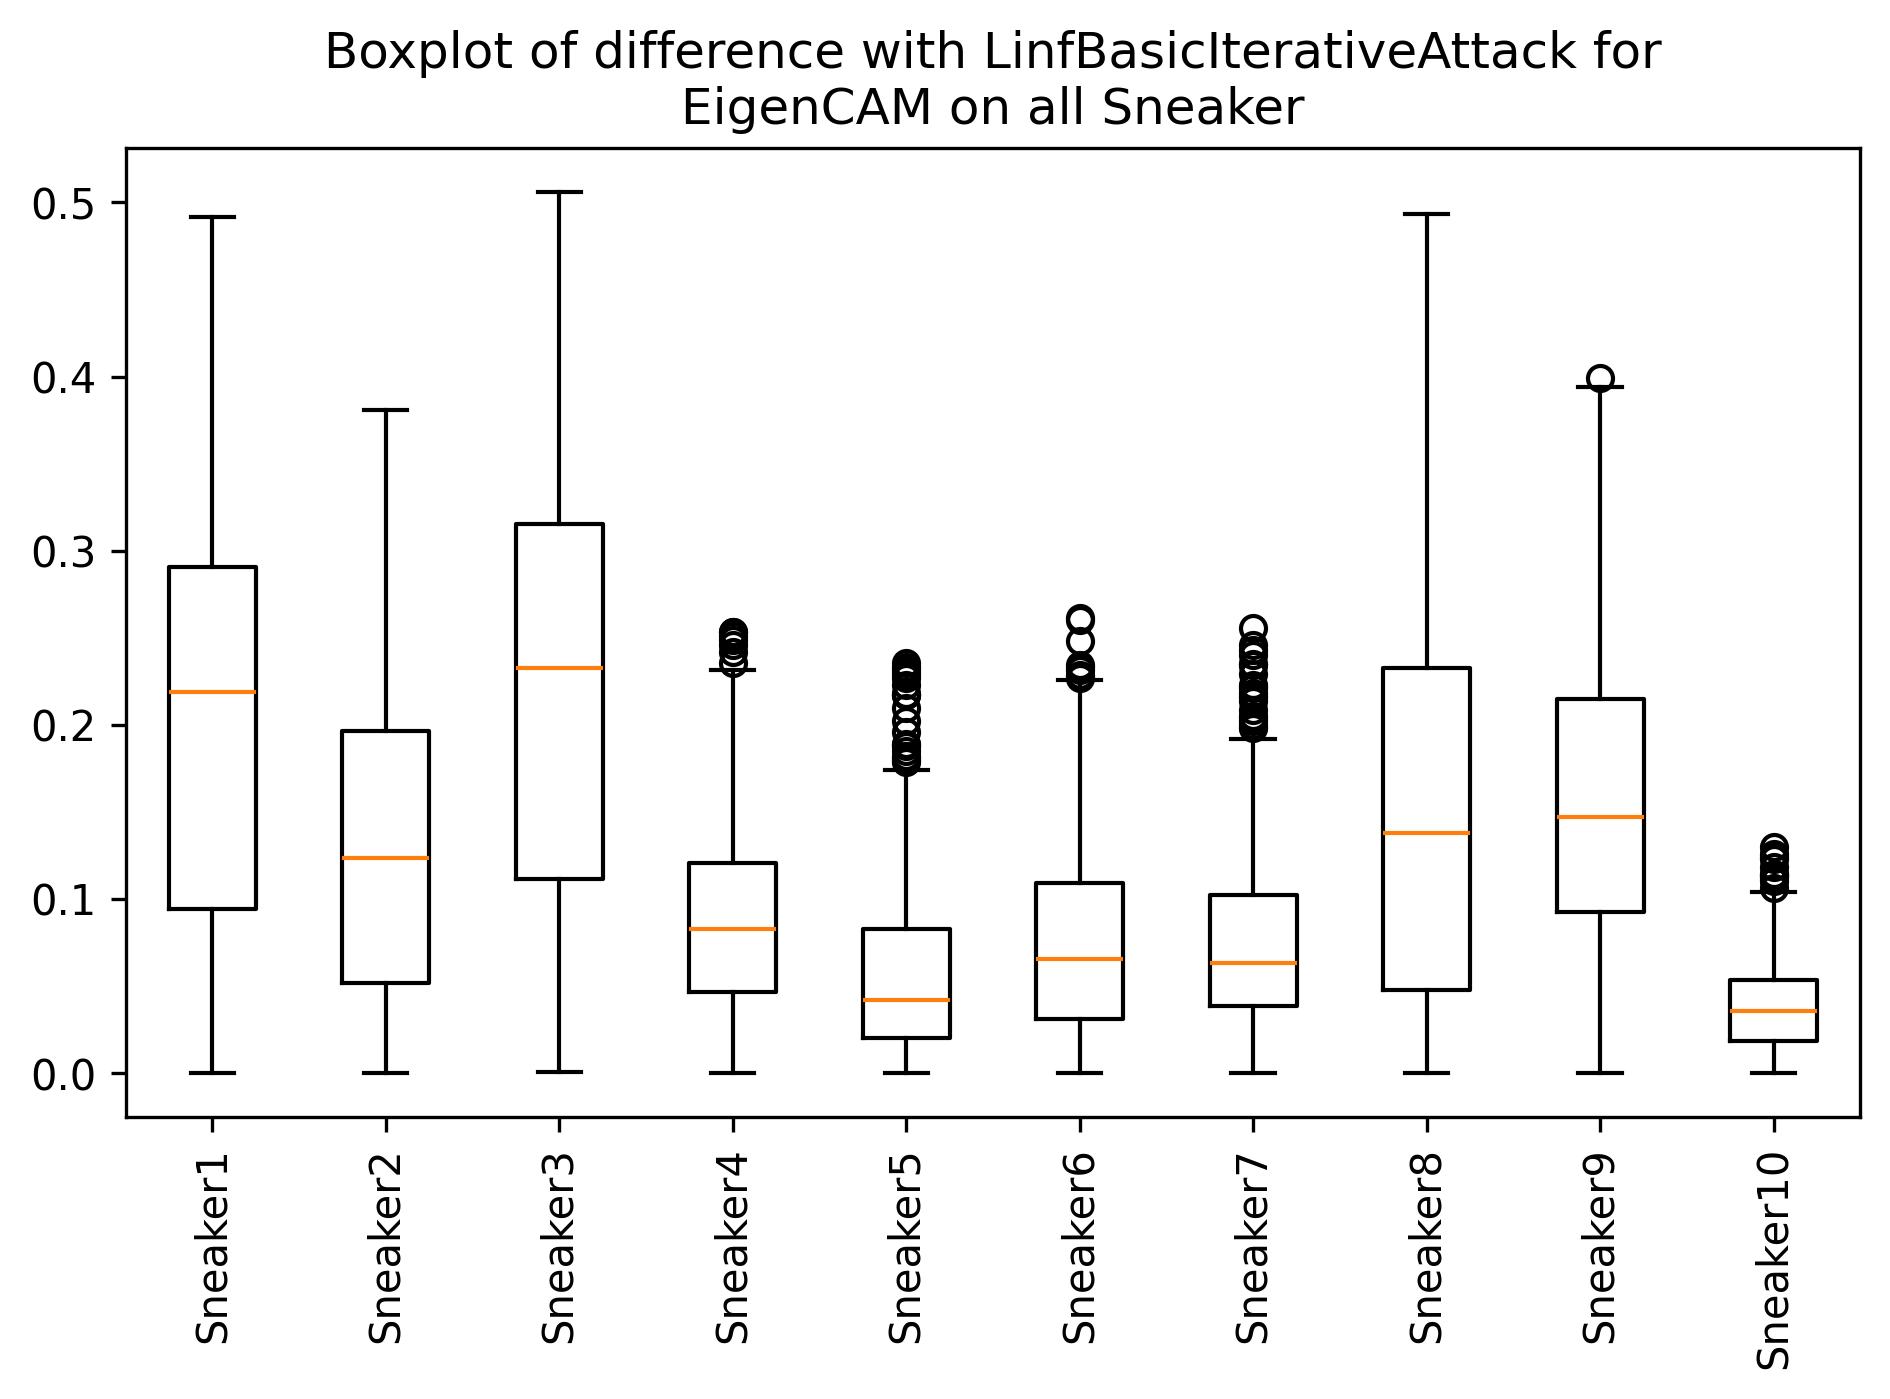 Boxplot of difference with LinfBasicIterativeAttack for
EigenCAM on all Sneaker
0.5
0.4
0.3
0.2
0.1
0.0
Sneaker1
Sneaker2
Sneaker3
Sneaker4
Sneaker5
Sneaker6
Sneaker7
Sneaker8
Sneaker9
Sneaker10